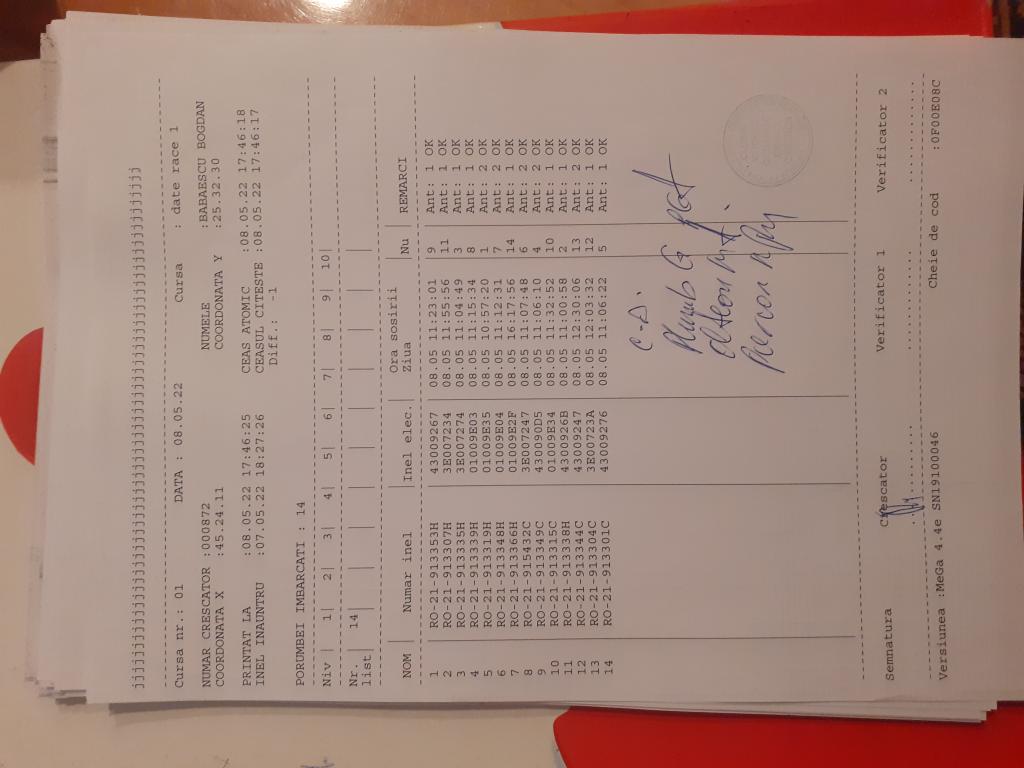 jjjjjjjjjjjjjjjjjjjjjjjjjjjjjjjjjjjjjjjjjjjjjjjjjjjjjjjjjjjjjjjj
Cursa nr.: 01 DATA : 08.05.22 Cursa : date race 1
NUMAR CRESCATOR :000872 NUMELE :BABAESCU BOGDAN
COORDONATA X :45.24.11 COORDONATA Y :25.32.30
PRINTAT LA :08.05.22 17:46:25 CEAS ATOMIC :08.05.22 17:46:18
INEL INAUNTRU :07.05.22 18:27:26 CEASUL CITESTE :08.05.22 17:46:17
Diff.: -1
PORUMBEI IMBARCATI : 14
Niv | 1| 2| 3| 4| 5| 6| 7| 8| 9| 10|
Nr. 14| | | | | | | | | |
list| | | | | | | | | |
NOM | Numar inel |Inel elec.| Ora sosirii Ziua | Nu | REMARCI
1 RO-21-913353H 43009267 08.05 11:23:01 9 Ant: 1 OK
2 RO-21-913307H 3E007234 08.05 11:55:56 11 Ant: 1 OK
3 RO-21-913335H 3E007274 08.05 11:04:49 3 Ant: 1 OK
4 RO-21-913339H 01009E03 08.05 11:15:34 8 Ant: 1 OK
5 RO-21-913319H 01009E35 08.05 10:57:20 1 Ant: 2 OK
6 RO-21-913348H 01009E04 08.05 11:12:31 7 Ant: 2 OK
7 RO-21-913366H 01009E2F 08.05 16:17:56 14 Ant: 1 OK
8 RO-21-915432C 3E007247 08.05 11:07:48 6 Ant: 2 OK
9 RO-21-913349C 430090D5 08.05 11:06:10 4 Ant: 2 OK
10 RO-21-913315C 01009E34 08.05 11:32:52 10 Ant: 1 OK
11 RO-21-913338H 4300926B 08.05 11:00:58 2 Ant: 1 OK
12 RO-21-913344C 43009247 08.05 12:30:06 13 Ant: 2 OK
13 RO-21-913304C 3E00723A 08.05 12:03:32 12 Ant: 1 OK
14 RO-21-913301C 43009276 08.05 11:06:22 5 Ant: 1 OK
Semnatura Crescator Verificator 1 Verificator 2
Versiunea :MeGa 4.4e SN19100046 Cheie de cod :0F00E08C